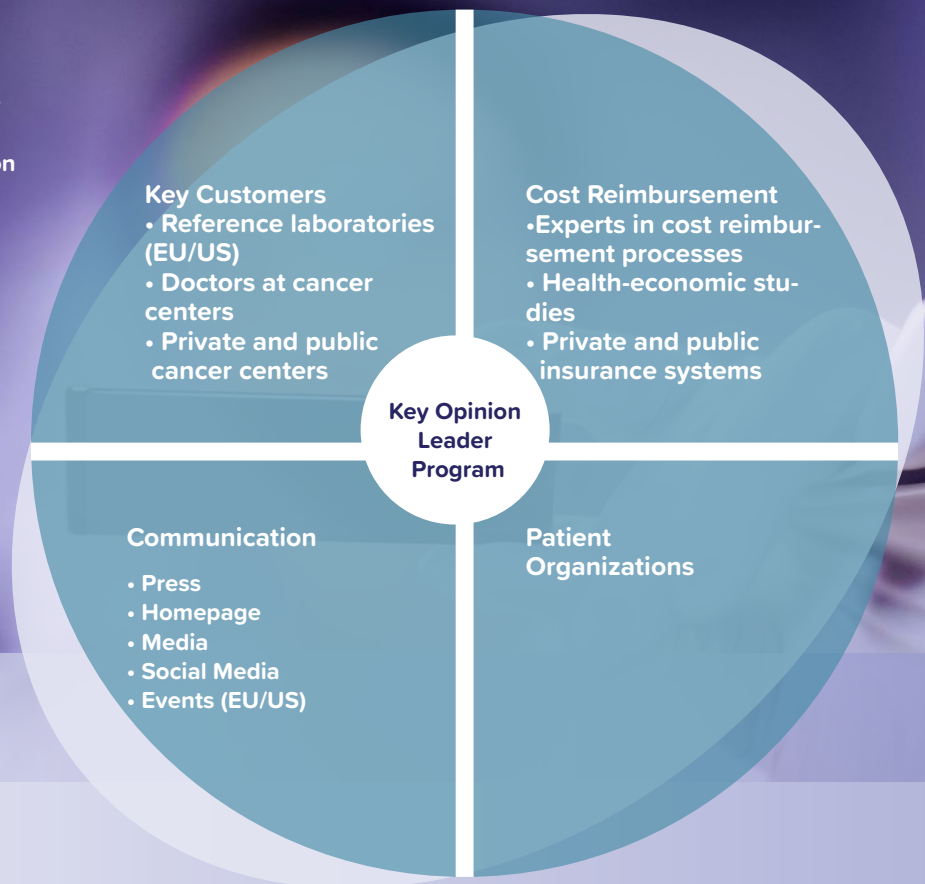 on
Key Customers
• Reference laboratories
(EU/US)
• Doctors at cancer
centers
• Private and public
cancer centers
Cost Reimbursement
•Experts in cost reimbur-
sement processes
• Health-economic stu-
dies
• Private and public
insurance systems
Key Opinion
Leader
Program
Communication
• Press
• Homepage
• Media
• Social Media
• Events (EU/US)
Patient
Organizations